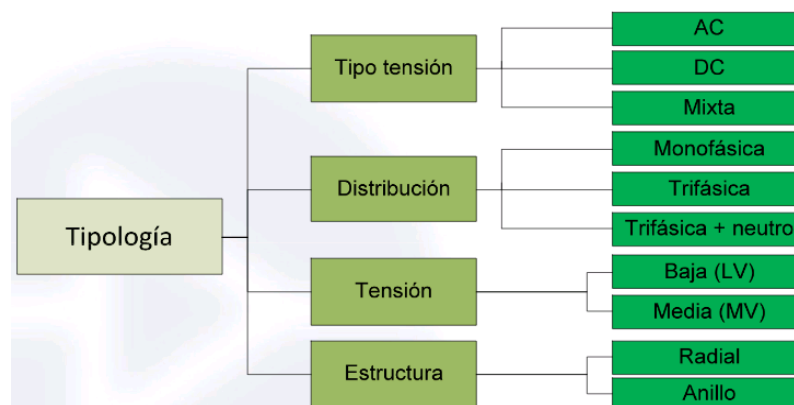 Tipología
Tipo tensión
AC
DC
Mixta
Distribución
Monofásica
Trifásica
Trifásica + neutro
Tensión
Baja (LV)
Media (MV)
Estructura
Radial
Anillo